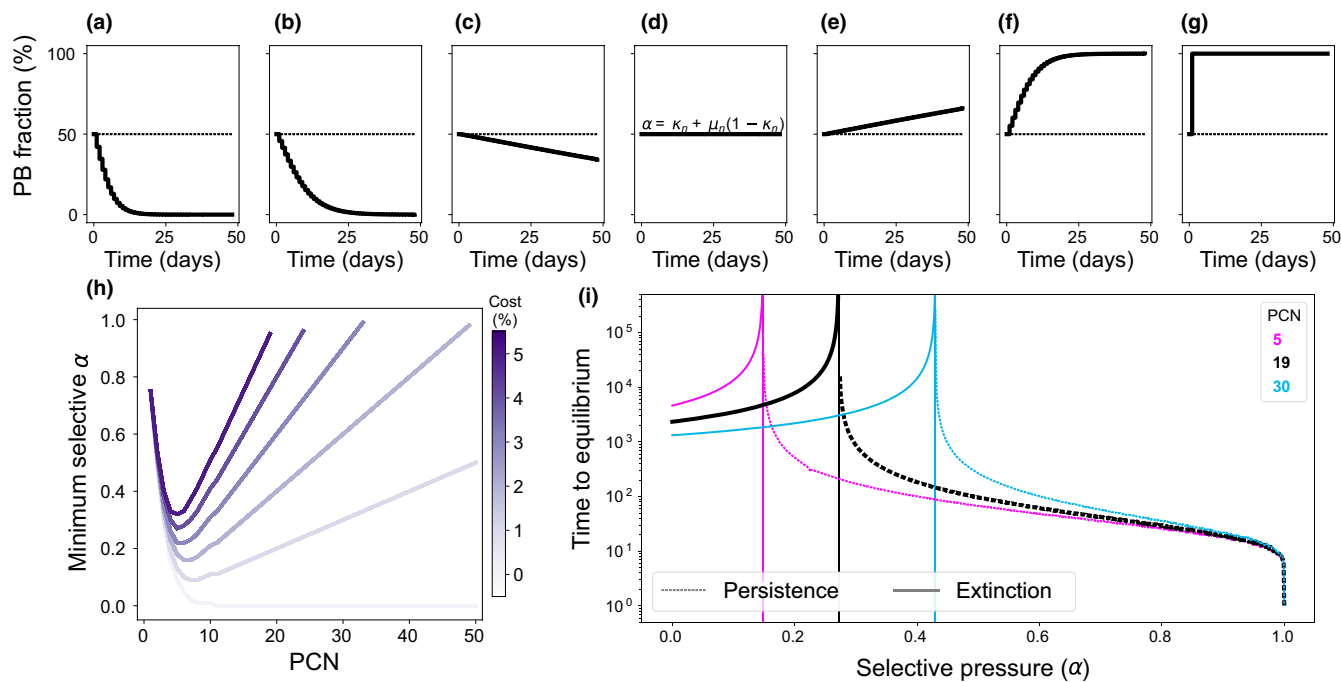 (a) (b) (c) (d) (e) (f) (g)
PB fraction (%)
100
50
0
α = κn + μn(1 − κn)
0 25 50
0 25 50
0 25 50
0 25 50
0 25 50
0 25 50
0 25 50
Time (days)
Time (days)
Time (days)
Time (days)
Time (days)
Time (days)
Time (days)
(h)
Minimum selective α
1.0
0.8
0.6
0.4
0.2
0.0
0 10 20 30 40 50
PCN
Cost
(%)
5
4
3
2
1
0
(i)
Time to equilibrium
10^5
10^4
10^3
10^2
10^1
10^0
PCN
5
19
30
Persistence
Extinction
0.0 0.2 0.4 0.6 0.8 1.0
Selective pressure (α)